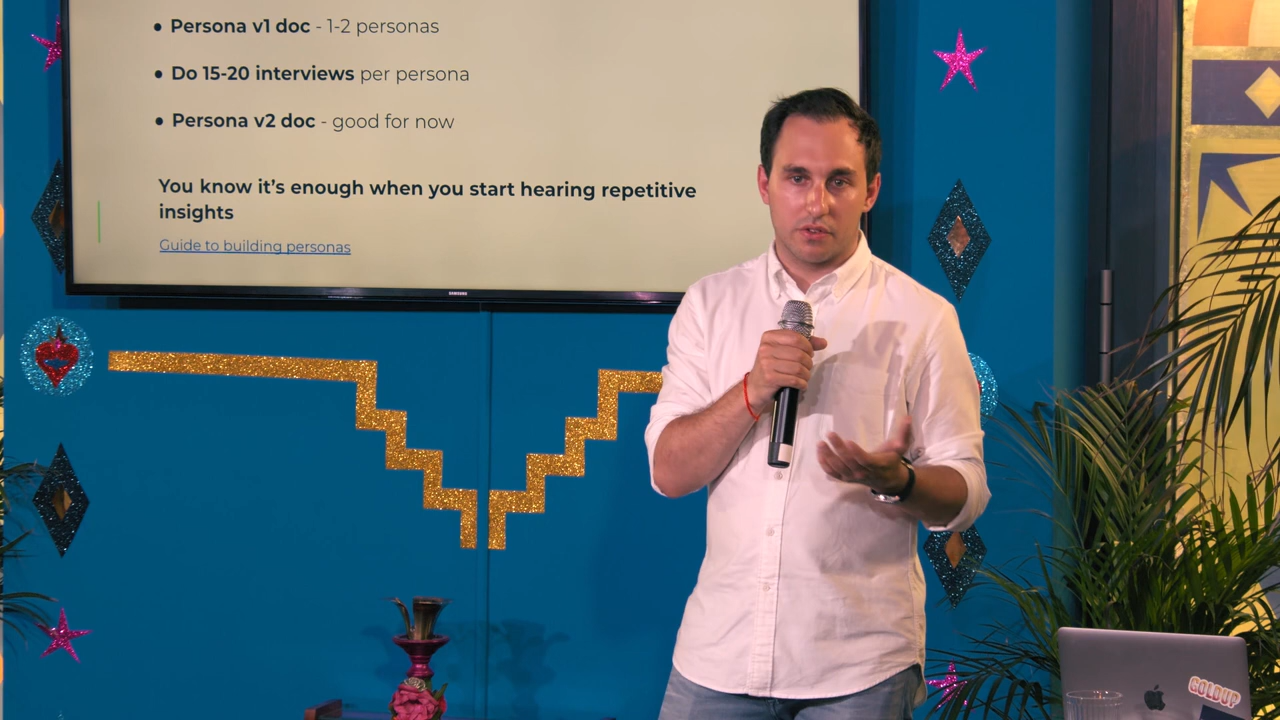 • Persona v1 doc - 1-2 personas
• Do 15-20 interviews per persona
• Persona v2 doc - good for now
You know it's enough when you start hearing repetitive
insights
Guide to building personas
SAMSUNG
GOLDUP